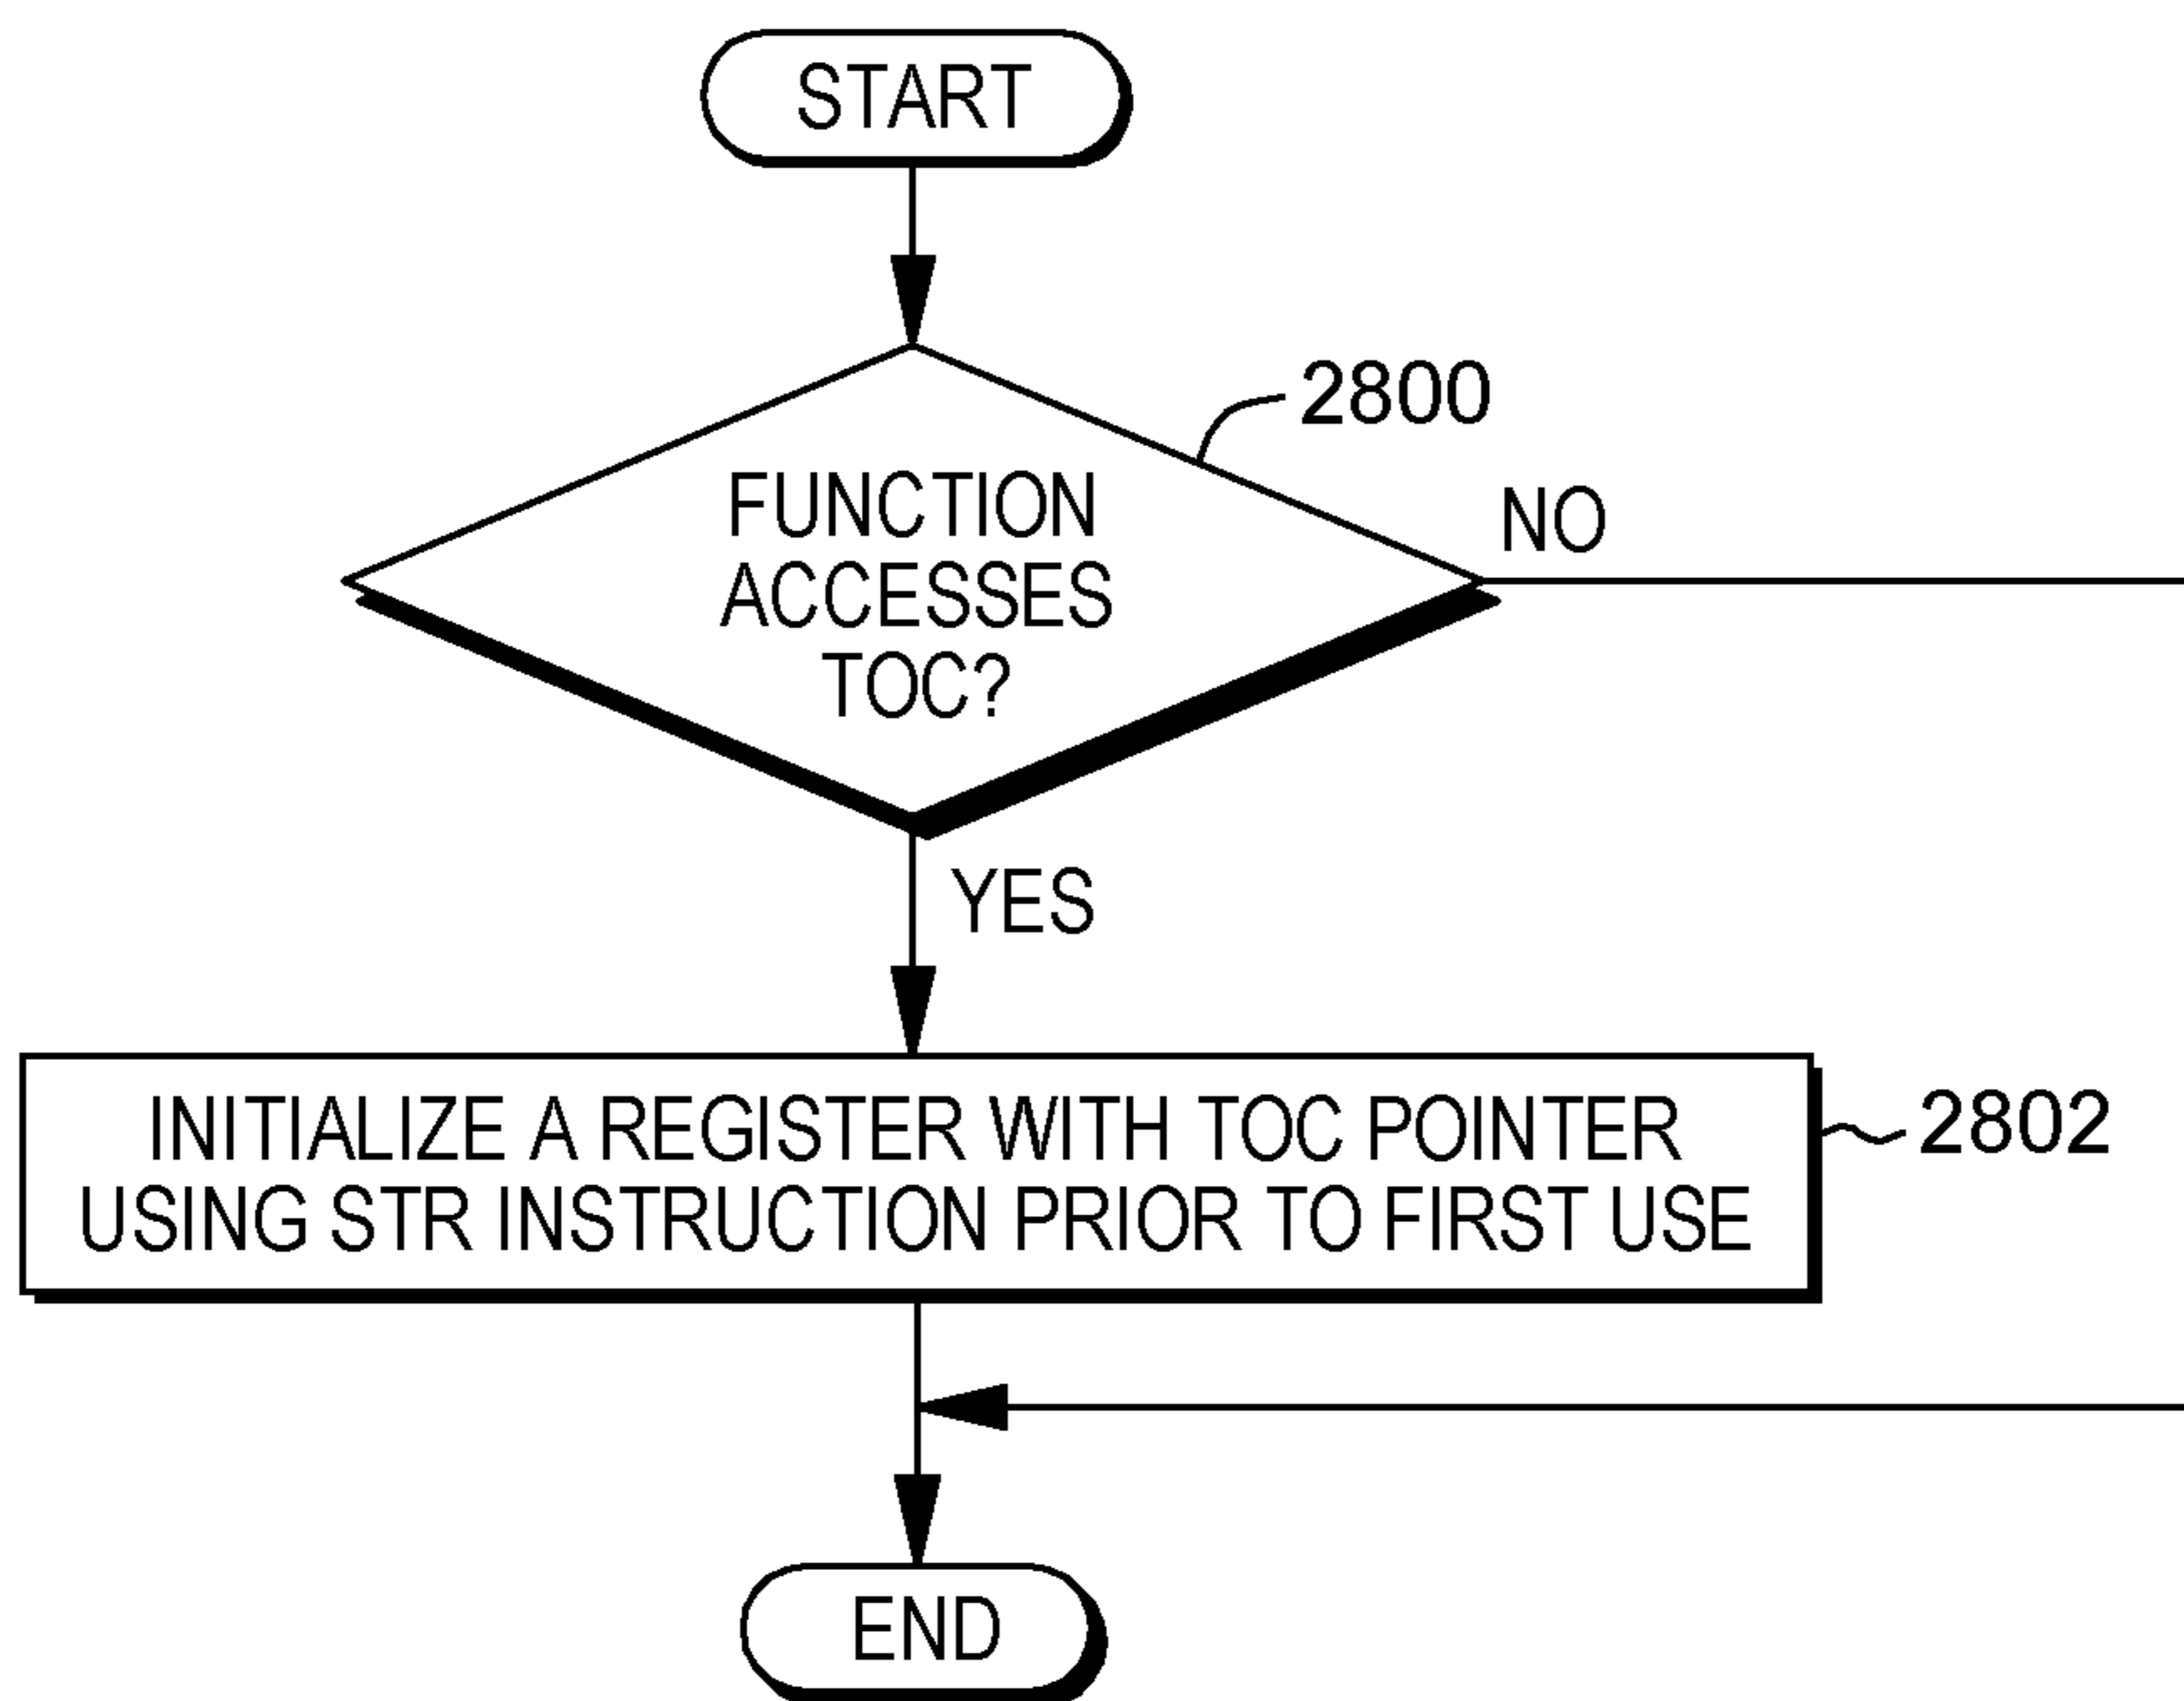 START
2800
FUNCTION
ACCESSES
TOC?
NO
YES
INITIALIZE A REGISTER WITH TOC POINTER
USING STR INSTRUCTION PRIOR TO FIRST USE
2802
END